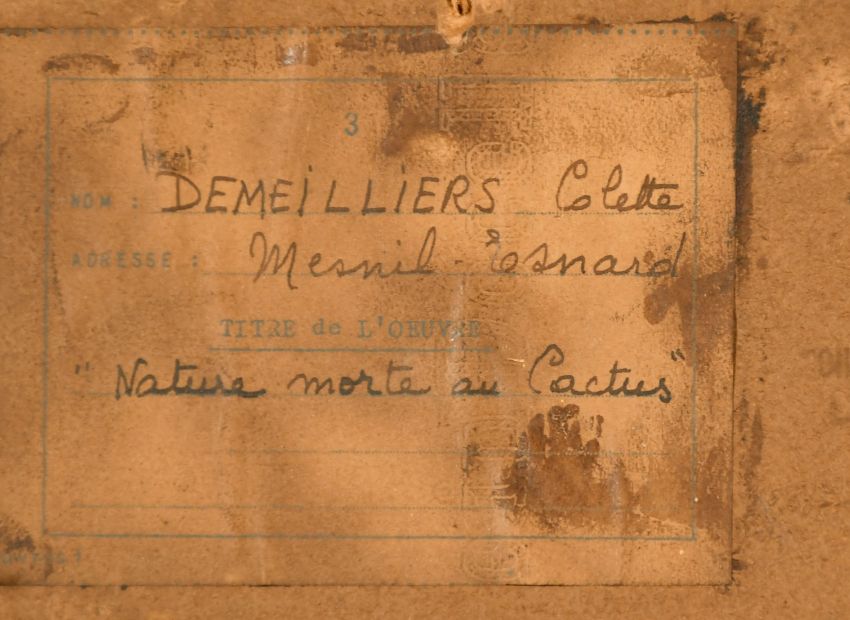 3
NOM : DEMEILLIERS Colette
ADRESSE : Mesnil-Esnard
TITRE de L'OEUVRE
" Nature morte au Cactus"